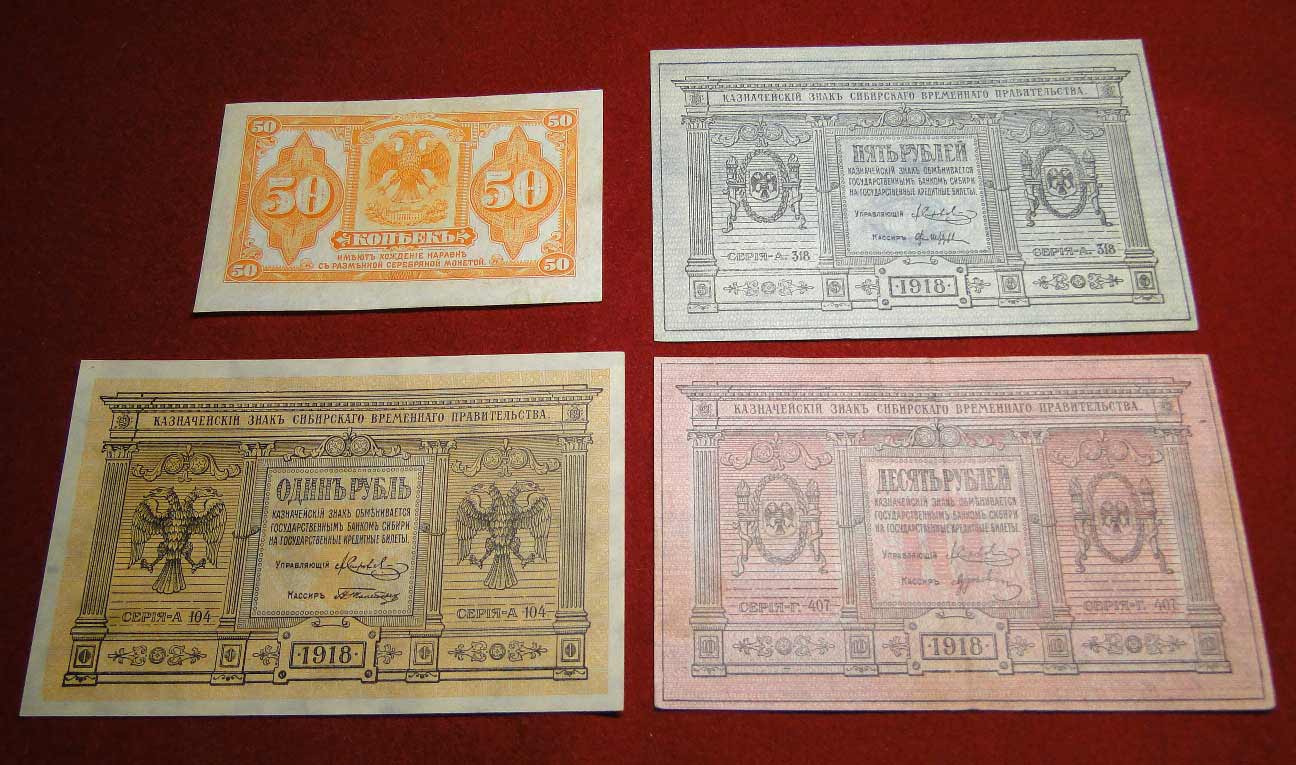 50 50
50 50
КОПѢЕКЪ
ИМѢЮТЪ ХОЖДЕНІЕ НАРАВНѢ
СЪ РАЗМѢННОЙ СЕРЕБРЯНОЙ МОНЕТОЙ.
50 50
КАЗНАЧЕЙСКІЙ ЗНАКЪ СИБИРСКАГО ВРЕМЕННАГО ПРАВИТЕЛЬСТВА.
ПЯТЬ РУБЛЕЙ
КАЗНАЧЕЙСКІЙ ЗНАКЪ ОБМѢНИВАЕТСЯ
ГОСУДАРСТВЕННЫМЪ БАНКОМЪ СИБИРИ
НА ГОСУДАРСТВЕННЫЕ КРЕДИТНЫЕ БИЛЕТЫ.
Управляющій
Кассиръ
СЕРІЯ-А. 318 СЕРІЯ-А. 318
·1918·
КАЗНАЧЕЙСКІЙ ЗНАКЪ СИБИРСКАГО ВРЕМЕННАГО ПРАВИТЕЛЬСТВА.
ОДИНЪ РУБЛЬ
КАЗНАЧЕЙСКІЙ ЗНАКЪ ОБМѢНИВАЕТСЯ
ГОСУДАРСТВЕННЫМЪ БАНКОМЪ СИБИРИ
НА ГОСУДАРСТВЕННЫЕ КРЕДИТНЫЕ БИЛЕТЫ.
Управляющій
Кассиръ
СЕРІЯ-А 104 СЕРІЯ-А 104
·1918·
КАЗНАЧЕЙСКІЙ ЗНАКЪ СИБИРСКАГО ВРЕМЕННАГО ПРАВИТЕЛЬСТВА.
ДЕСЯТЬ РУБЛЕЙ
КАЗНАЧЕЙСКІЙ ЗНАКЪ ОБМѢНИВАЕТСЯ
ГОСУДАРСТВЕННЫМЪ БАНКОМЪ СИБИРИ
НА ГОСУДАРСТВЕННЫЕ КРЕДИТНЫЕ БИЛЕТЫ.
Управляющій
Кассиръ
СЕРІЯ-Г. 407 СЕРІЯ-Г. 407
·1918·